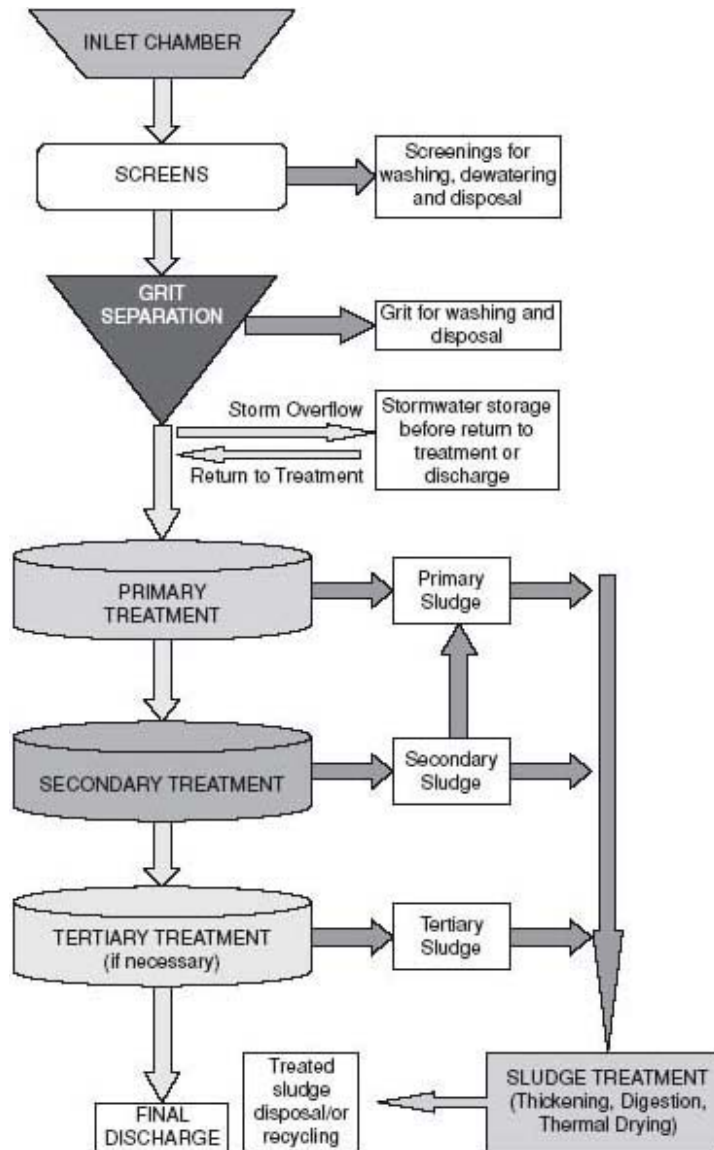 INLET CHAMBER
SCREENS
Screenings for
washing, dewatering
and disposal
GRIT
SEPARATION
Grit for washing and
disposal
Storm Overflow
Return to Treatment
Stormwater storage
before return to
treatment or
discharge
PRIMARY
TREATMENT
Primary
Sludge
SECONDARY TREATMENT
Secondary
Sludge
TERTIARY TREATMENT
(if necessary)
Tertiary
Sludge
FINAL
DISCHARGE
Treated
sludge
disposal/or
recycling
SLUDGE TREATMENT
(Thickening, Digestion,
Thermal Drying)